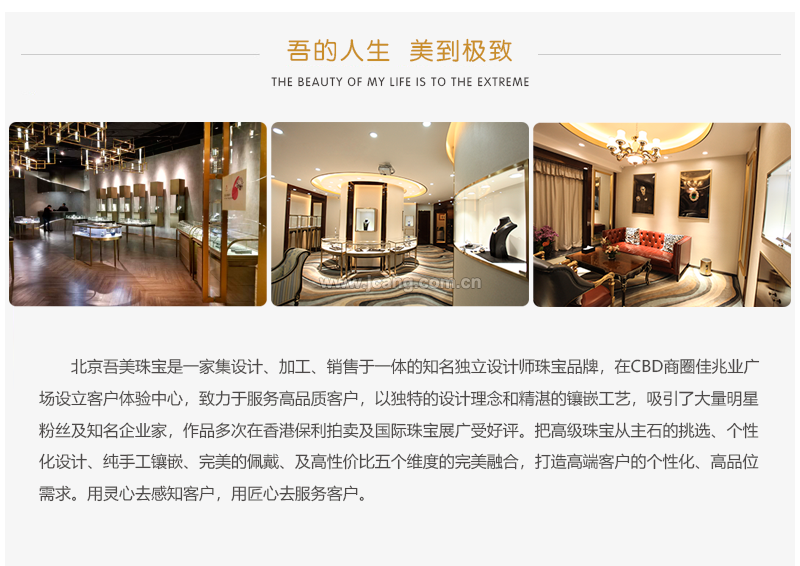 吾的人生 美到极致
THE BEAUTY OF MY LIFE IS TO THE EXTREME
www.jcang.com.cn
北京吾美珠宝是一家集设计、加工、销售于一体的知名独立设计师珠宝品牌，在CBD商圈佳兆业广
场设立客户体验中心，致力于服务高品质客户，以独特的设计理念和精湛的镶嵌工艺，吸引了大量明星
粉丝及知名企业家，作品多次在香港保利拍卖及国际珠宝展广受好评。把高级珠宝从主石的挑选、个性
化设计、纯手工镶嵌、完美的佩戴、及高性价比五个维度的完美融合，打造高端客户的个性化、高品位
需求。用灵心去感知客户，用匠心去服务客户。